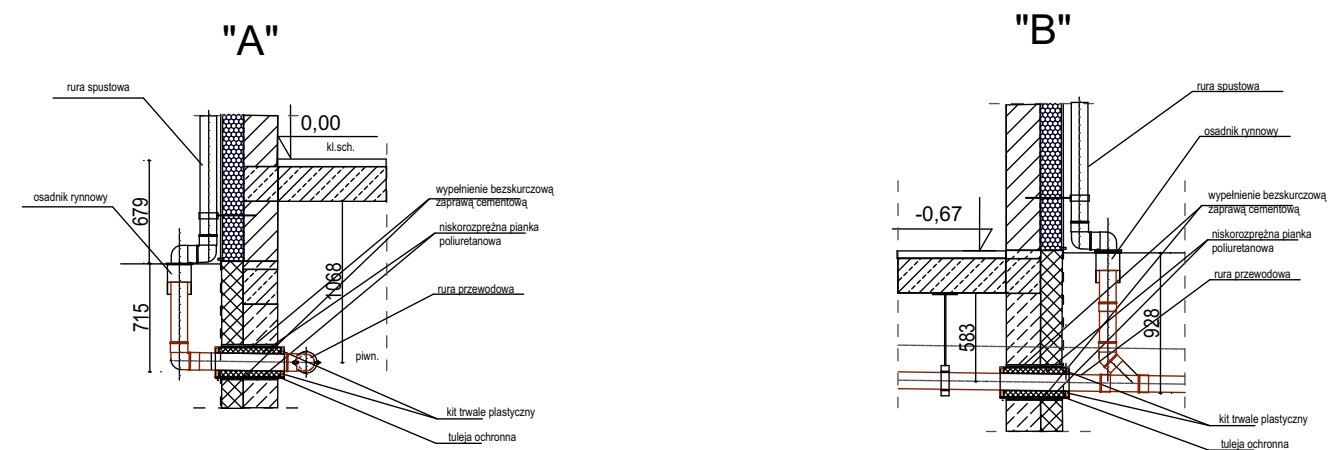 "A"
rura spustowa
0,00
kl.sch.
osadnik rynnowy
679
715
1068
wypełnienie bezskurczową
zaprawą cementową
niskorozprężna pianka
poliuretanowa
rura przewodowa
piwn.
kit trwale plastyczny
tuleja ochronna
"B"
rura spustowa
osadnik rynnowy
-0,67
wypełnienie bezskurczową
zaprawą cementową
niskorozprężna pianka
poliuretanowa
rura przewodowa
583
928
kit trwale plastyczny
tuleja ochronna